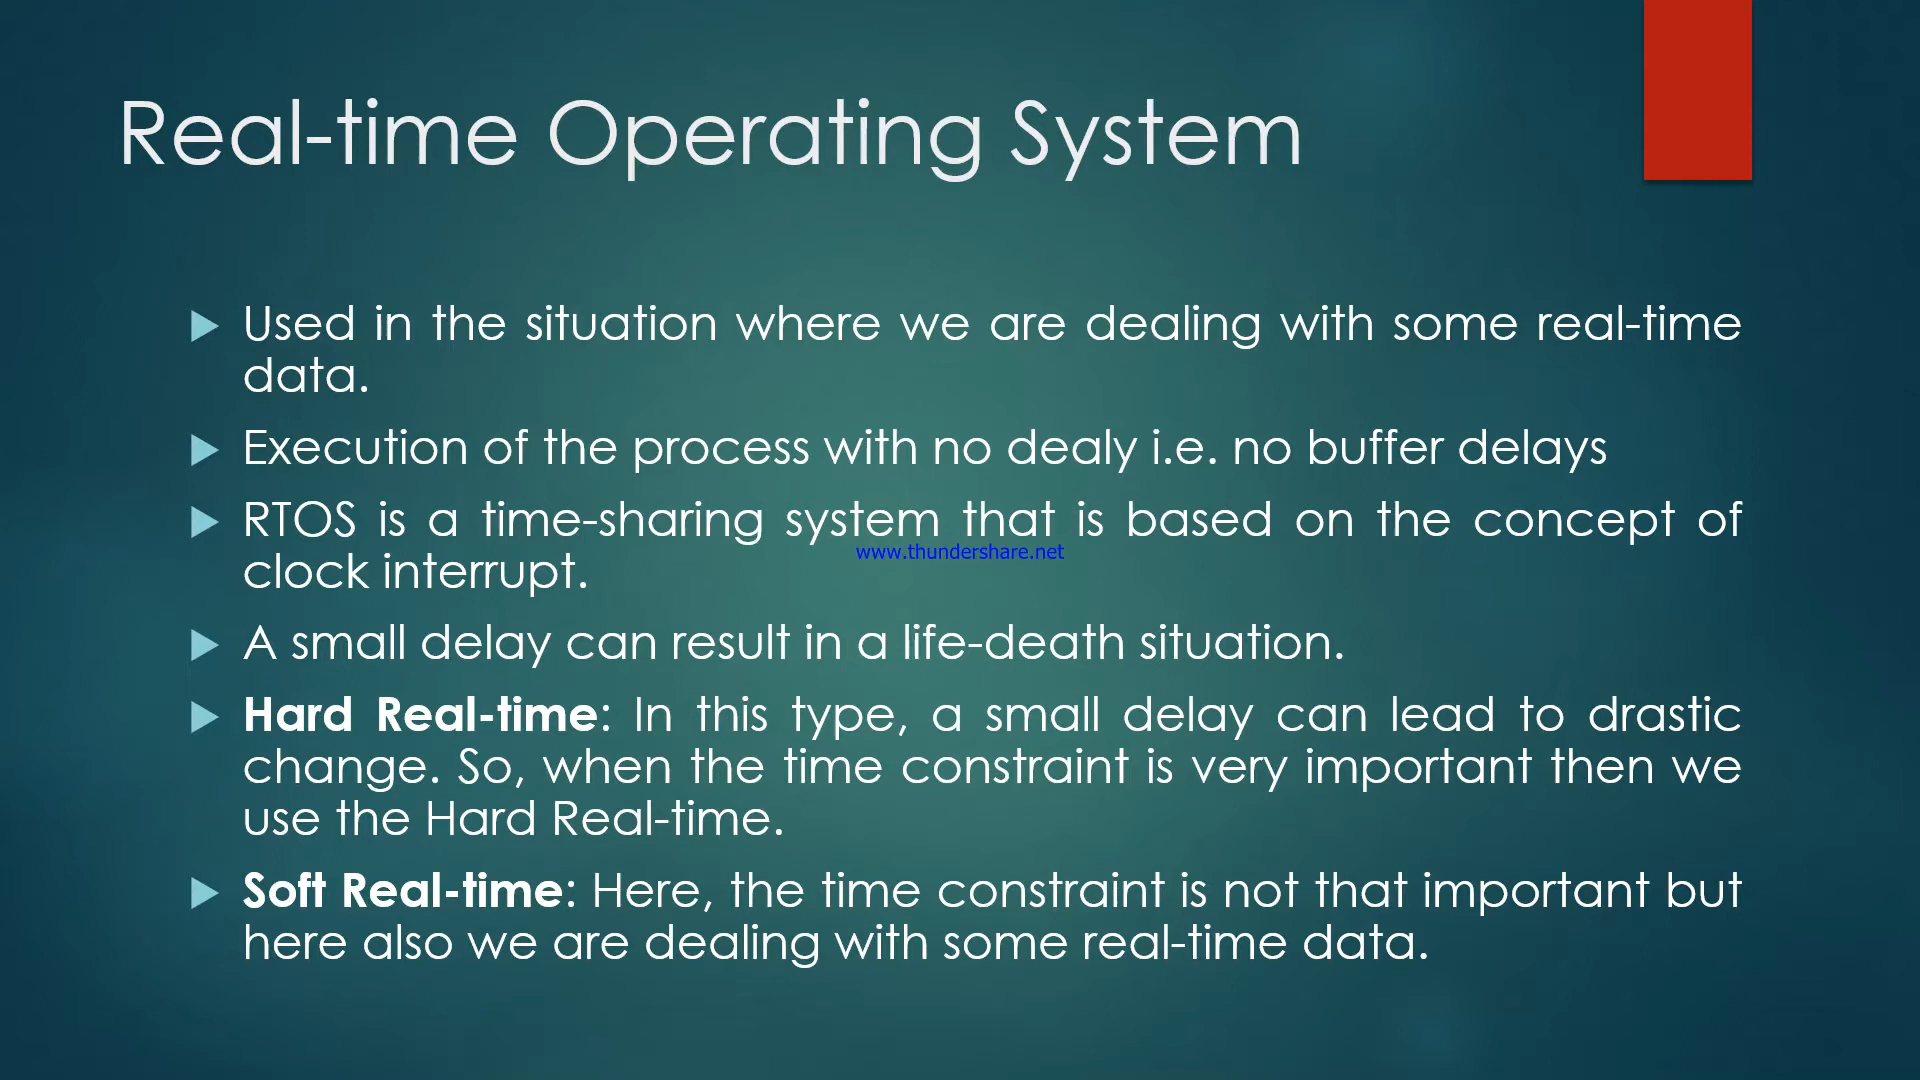 Real-time Operating System
Used in the situation where we are dealing with some real-time
data.
Execution of the process with no dealy i.e. no buffer delays
RTOS is a time-sharing system that is based on the concept of
www.thundershare.net
clock interrupt.
A small delay can result in a life-death situation.
Hard Real-time: In this type, a small delay can lead to drastic
change. So, when the time constraint is very important then we
use the Hard Real-time.
Soft Real-time: Here, the time constraint is not that important but
here also we are dealing with some real-time data.